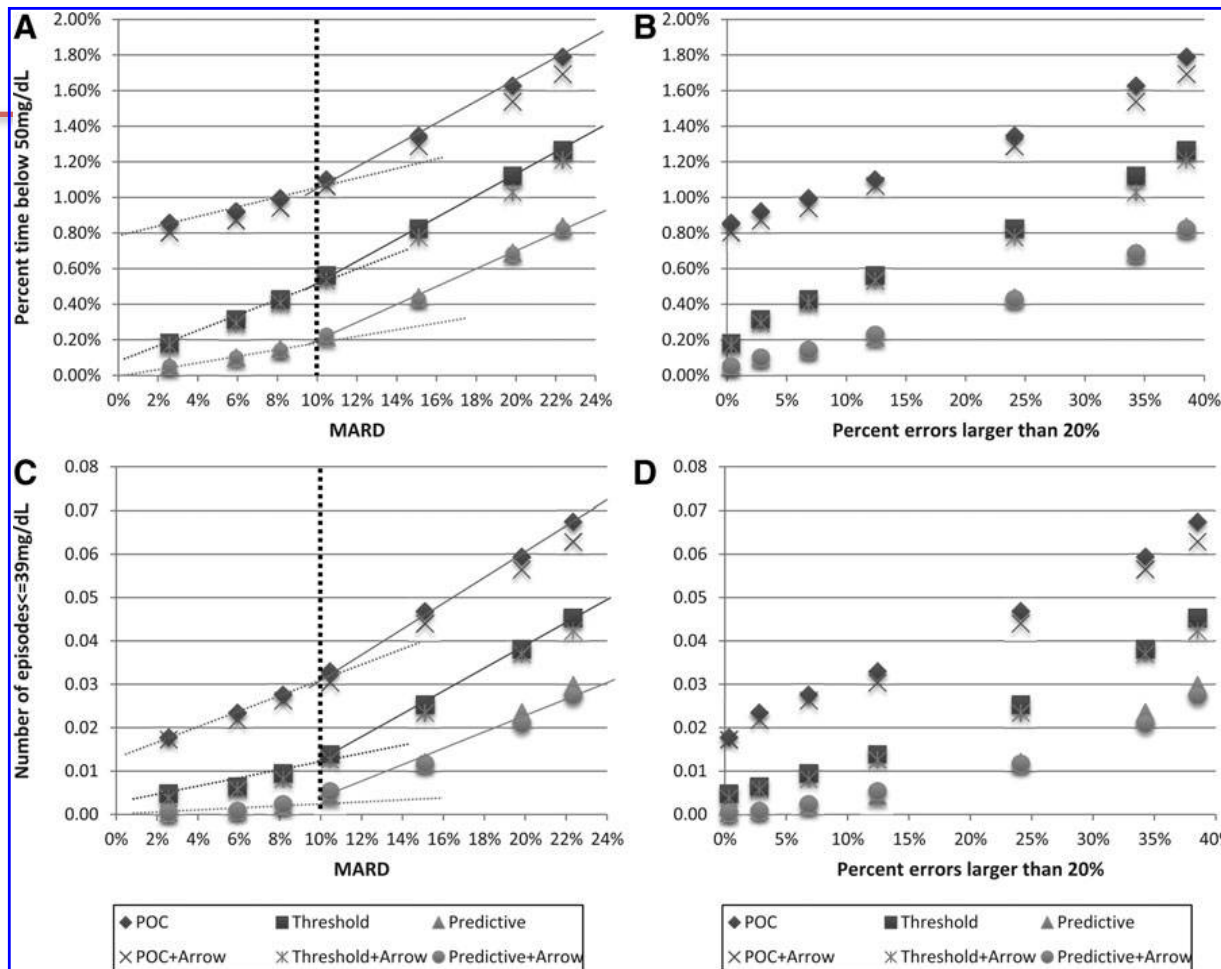 A
Percent time below 50mg/dL
2.00%
1.80%
1.60%
1.40%
1.20%
1.00%
0.80%
0.60%
0.40%
0.20%
0.00%
0% 2% 4% 6% 8% 10% 12% 14% 16% 18% 20% 22% 24%
MARD
B
2.00%
1.80%
1.60%
1.40%
1.20%
1.00%
0.80%
0.60%
0.40%
0.20%
0.00%
0% 5% 10% 15% 20% 25% 30% 35% 40%
Percent errors larger than 20%
C
Number of episodes<=39mg/dL
0.08
0.07
0.06
0.05
0.04
0.03
0.02
0.01
0.00
0% 2% 4% 6% 8% 10% 12% 14% 16% 18% 20% 22% 24%
MARD
D
0.08
0.07
0.06
0.05
0.04
0.03
0.02
0.01
0.00
0% 5% 10% 15% 20% 25% 30% 35% 40%
Percent errors larger than 20%
POC Threshold Predictive
POC+Arrow Threshold+Arrow Predictive+Arrow
POC Threshold Predictive
POC+Arrow Threshold+Arrow Predictive+Arrow